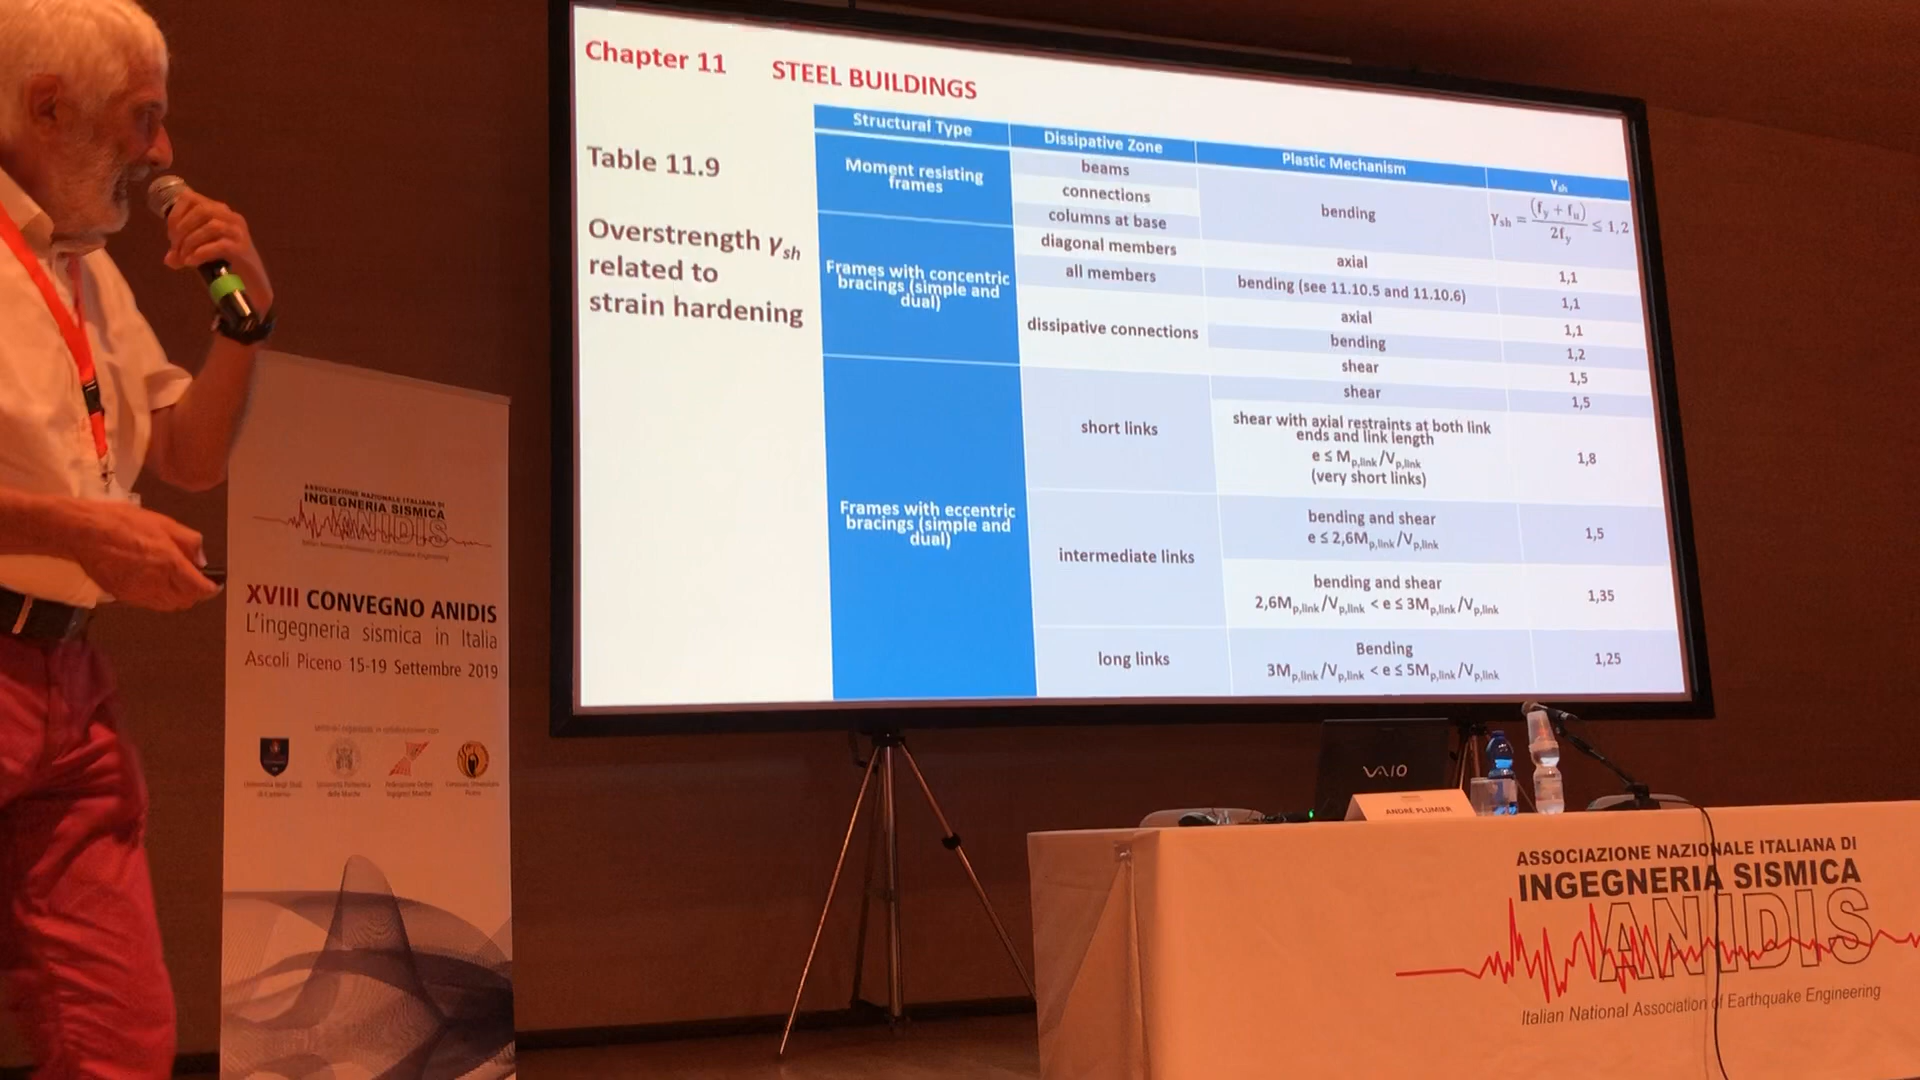 Chapter 11 STEEL BUILDINGS
Table 11.9
Overstrength γsh
related to
strain hardening
Structural Type
Dissipative Zone
Plastic Mechanism
γsh
Moment resisting
frames
beams
connections
columns at base
bending
γsh = (fy + fu) / 2fy ≤ 1,2
Frames with concentric
bracings (simple and
dual)
diagonal members
axial
1,1
all members
bending (see 11.10.5 and 11.10.6)
1,1
dissipative connections
axial
1,1
bending
1,2
shear
1,5
Frames with eccentric
bracings (simple and
dual)
short links
shear
1,5
shear with axial restraints at both link
ends and link length
e ≤ Mp,link/Vp,link
(very short links)
1,8
intermediate links
bending and shear
e ≤ 2,6Mp,link/Vp,link
1,5
bending and shear
2,6Mp,link/Vp,link < e ≤ 3Mp,link/Vp,link
1,35
long links
Bending
3Mp,link/Vp,link < e ≤ 5Mp,link/Vp,link
1,25
ASSOCIAZIONE NAZIONALE ITALIANA DI
INGEGNERIA SISMICA
ANIDIS
Italian National Association of Earthquake Engineering
XVIII CONVEGNO ANIDIS
L'ingegneria sismica in Italia
Ascoli Piceno 15-19 Settembre 2019
VAIO
ANDRÉ PLUMIER
ASSOCIAZIONE NAZIONALE ITALIANA DI
INGEGNERIA SISMICA
ANIDIS
Italian National Association of Earthquake Engineering